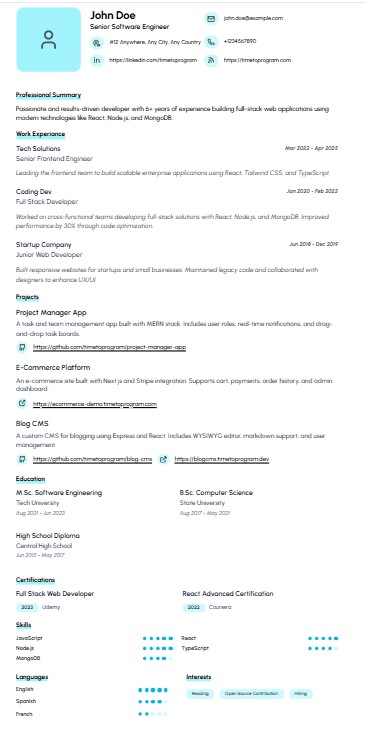 John Doe
Senior Software Engineer
john.doe@example.com
#12 Anywhere, Any City, Any Country
+1234567890
https://linkedin.com/timetoprogram
https://timetoprogram.com
Professional Summary
Passionate and results-driven developer with 6+ years of experience building full-stack web applications using
modern technologies like React, Node.js, and MongoDB.
Work Experience
Tech Solutions
Mar 2022 - Apr 2025
Senior Frontend Engineer
Leading the frontend team to build scalable enterprise applications using React, Tailwind CSS, and TypeScript.
Coding Dev
Jan 2020 - Feb 2022
Full Stack Developer
Worked on cross-functional teams developing full-stack solutions with React, Node.js, and MongoDB. Improved
performance by 30% through code optimization.
Startup Company
Jun 2018 - Dec 2019
Junior Web Developer
Built responsive websites for startups and small businesses. Maintained legacy code and collaborated with
designers to enhance UX/UI.
Projects
Project Manager App
A task and team management app built with MERN stack. Includes user roles, real-time notifications, and drag-
and-drop task boards.
https://github.com/timetoprogram/project-manager-app
E-Commerce Platform
An e-commerce site built with Next.js and Stripe integration. Supports cart, payments, order history, and admin
dashboard.
https://ecommerce-demo.timetoprogram.com
Blog CMS
A custom CMS for blogging using Express and React. Includes WYSIWYG editor, markdown support, and user
management.
https://github.com/timetoprogram/blog-cms
https://blogcms.timetoprogram.dev
Education
M.Sc. Software Engineering
B.Sc. Computer Science
Tech University
State University
Aug 2021 - Jun 2023
Aug 2017 - May 2021
High School Diploma
Central High School
Jun 2015 - May 2017
Certifications
Full Stack Web Developer
React Advanced Certification
2023 Udemy
2022 Coursera
Skills
JavaScript
React
Node.js
TypeScript
MongoDB
Languages
Interests
English
Reading
Open Source Contribution
Hiking
Spanish
French